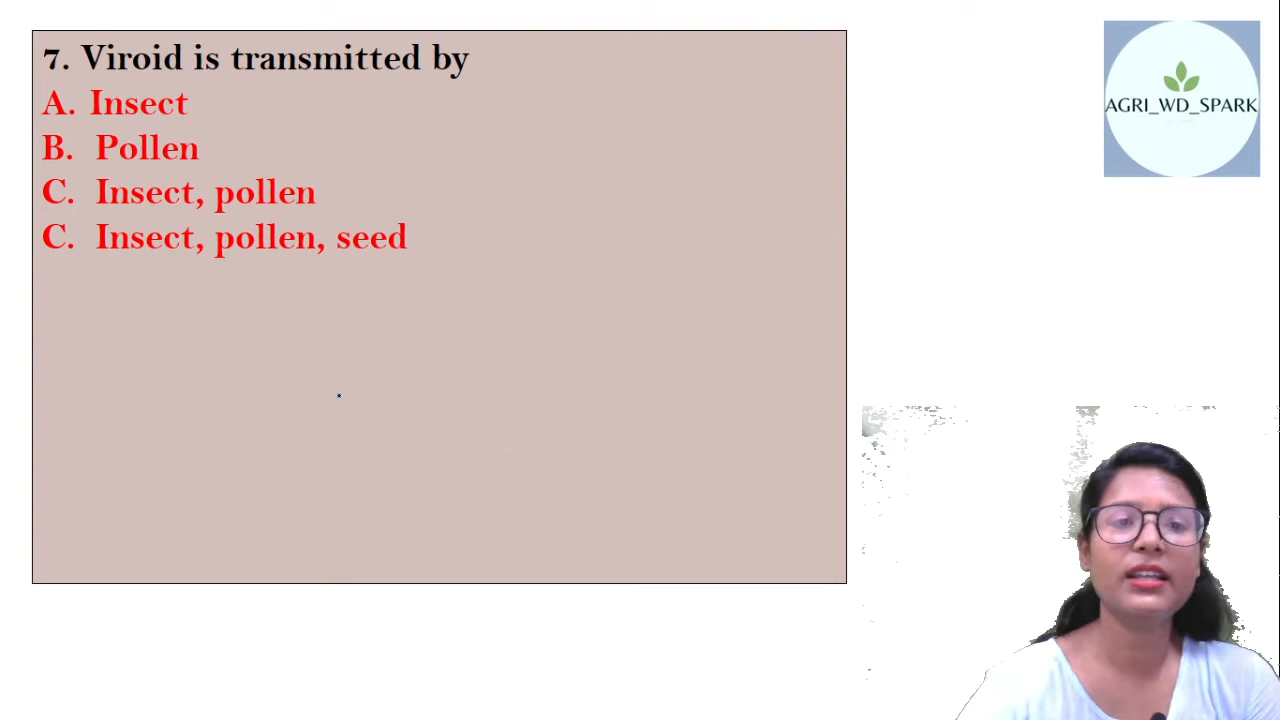 7. Viroid is transmitted by
A. Insect
B. Pollen
C. Insect, pollen
C. Insect, pollen, seed
AGRI_WD_SPARK